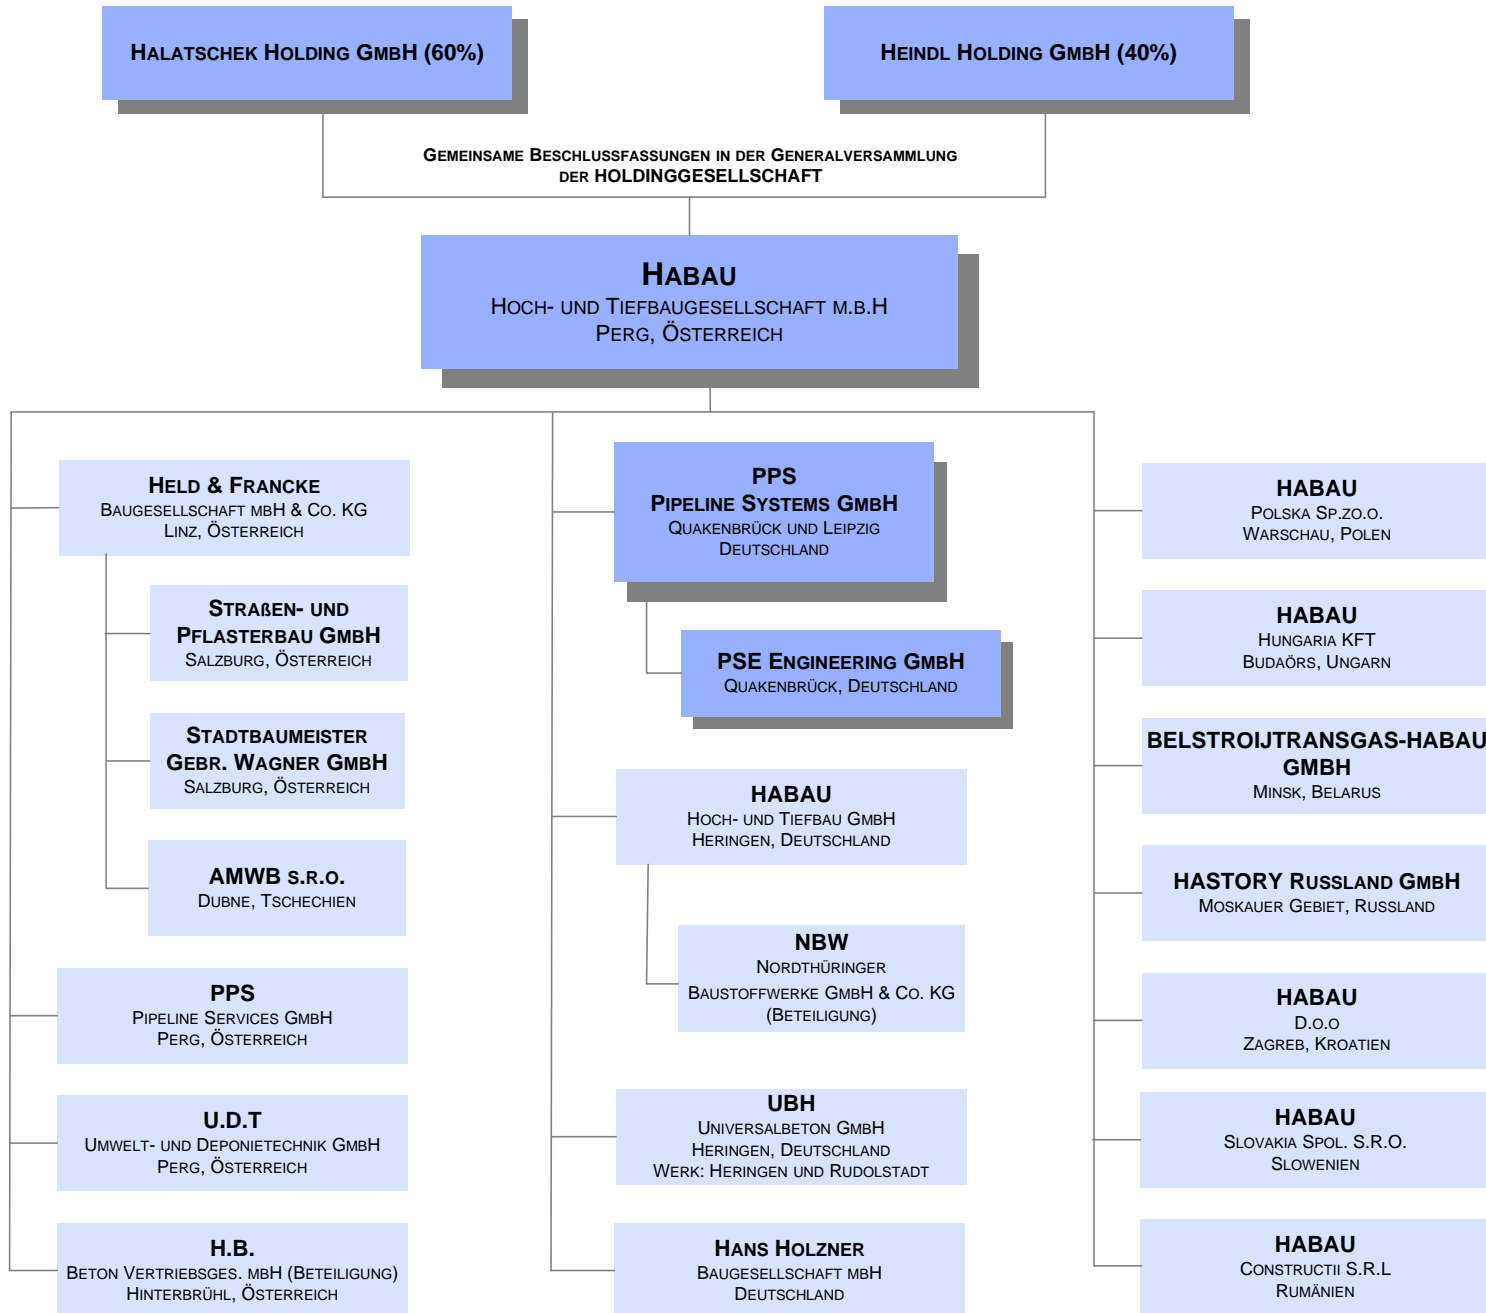 Halatschek Holding GmbH (60%)
Heindl Holding GmbH (40%)
Gemeinsame Beschlussfassungen in der Generalversammlung
der HOLDINGGESELLSCHAFT
Habau
Hoch- und Tiefbaugesellschaft m.b.H
Perg, Österreich
Held & Francke
Baugesellschaft mbH & Co. KG
Linz, Österreich
Straßen- und
Pflasterbau GmbH
Salzburg, Österreich
Stadtbaumeister
Gebr. Wagner GmbH
Salzburg, Österreich
AMWB s.r.o.
Dubne, Tschechien
PPS
Pipeline Services GmbH
Perg, Österreich
U.D.T
Umwelt- und Deponietechnik GmbH
Perg, Österreich
H.B.
Beton Vertriebsges. mbH (Beteiligung)
Hinterbrühl, Österreich
PPS
Pipeline Systems GmbH
Quakenbrück und Leipzig
Deutschland
PSE Engineering GmbH
Quakenbrück, Deutschland
HABAU
Hoch- und Tiefbau GmbH
Heringen, Deutschland
NBW
Nordthüringer
Baustoffwerke GmbH & Co. KG
(Beteiligung)
UBH
Universalbeton GmbH
Heringen, Deutschland
Werk: Heringen und Rudolstadt
Hans Holzner
Baugesellschaft mbH
Deutschland
HABAU
Polska Sp.zo.o.
Warschau, Polen
HABAU
Hungaria KFT
Budaörs, Ungarn
BELSTROIJTRANSGAS-HABAU
GMBH
Minsk, Belarus
HASTORY Russland GmbH
Moskauer Gebiet, Russland
HABAU
D.o.o
Zagreb, Kroatien
HABAU
Slovakia Spol. S.R.O.
Slowenien
HABAU
Constructii S.R.L
Rumänien